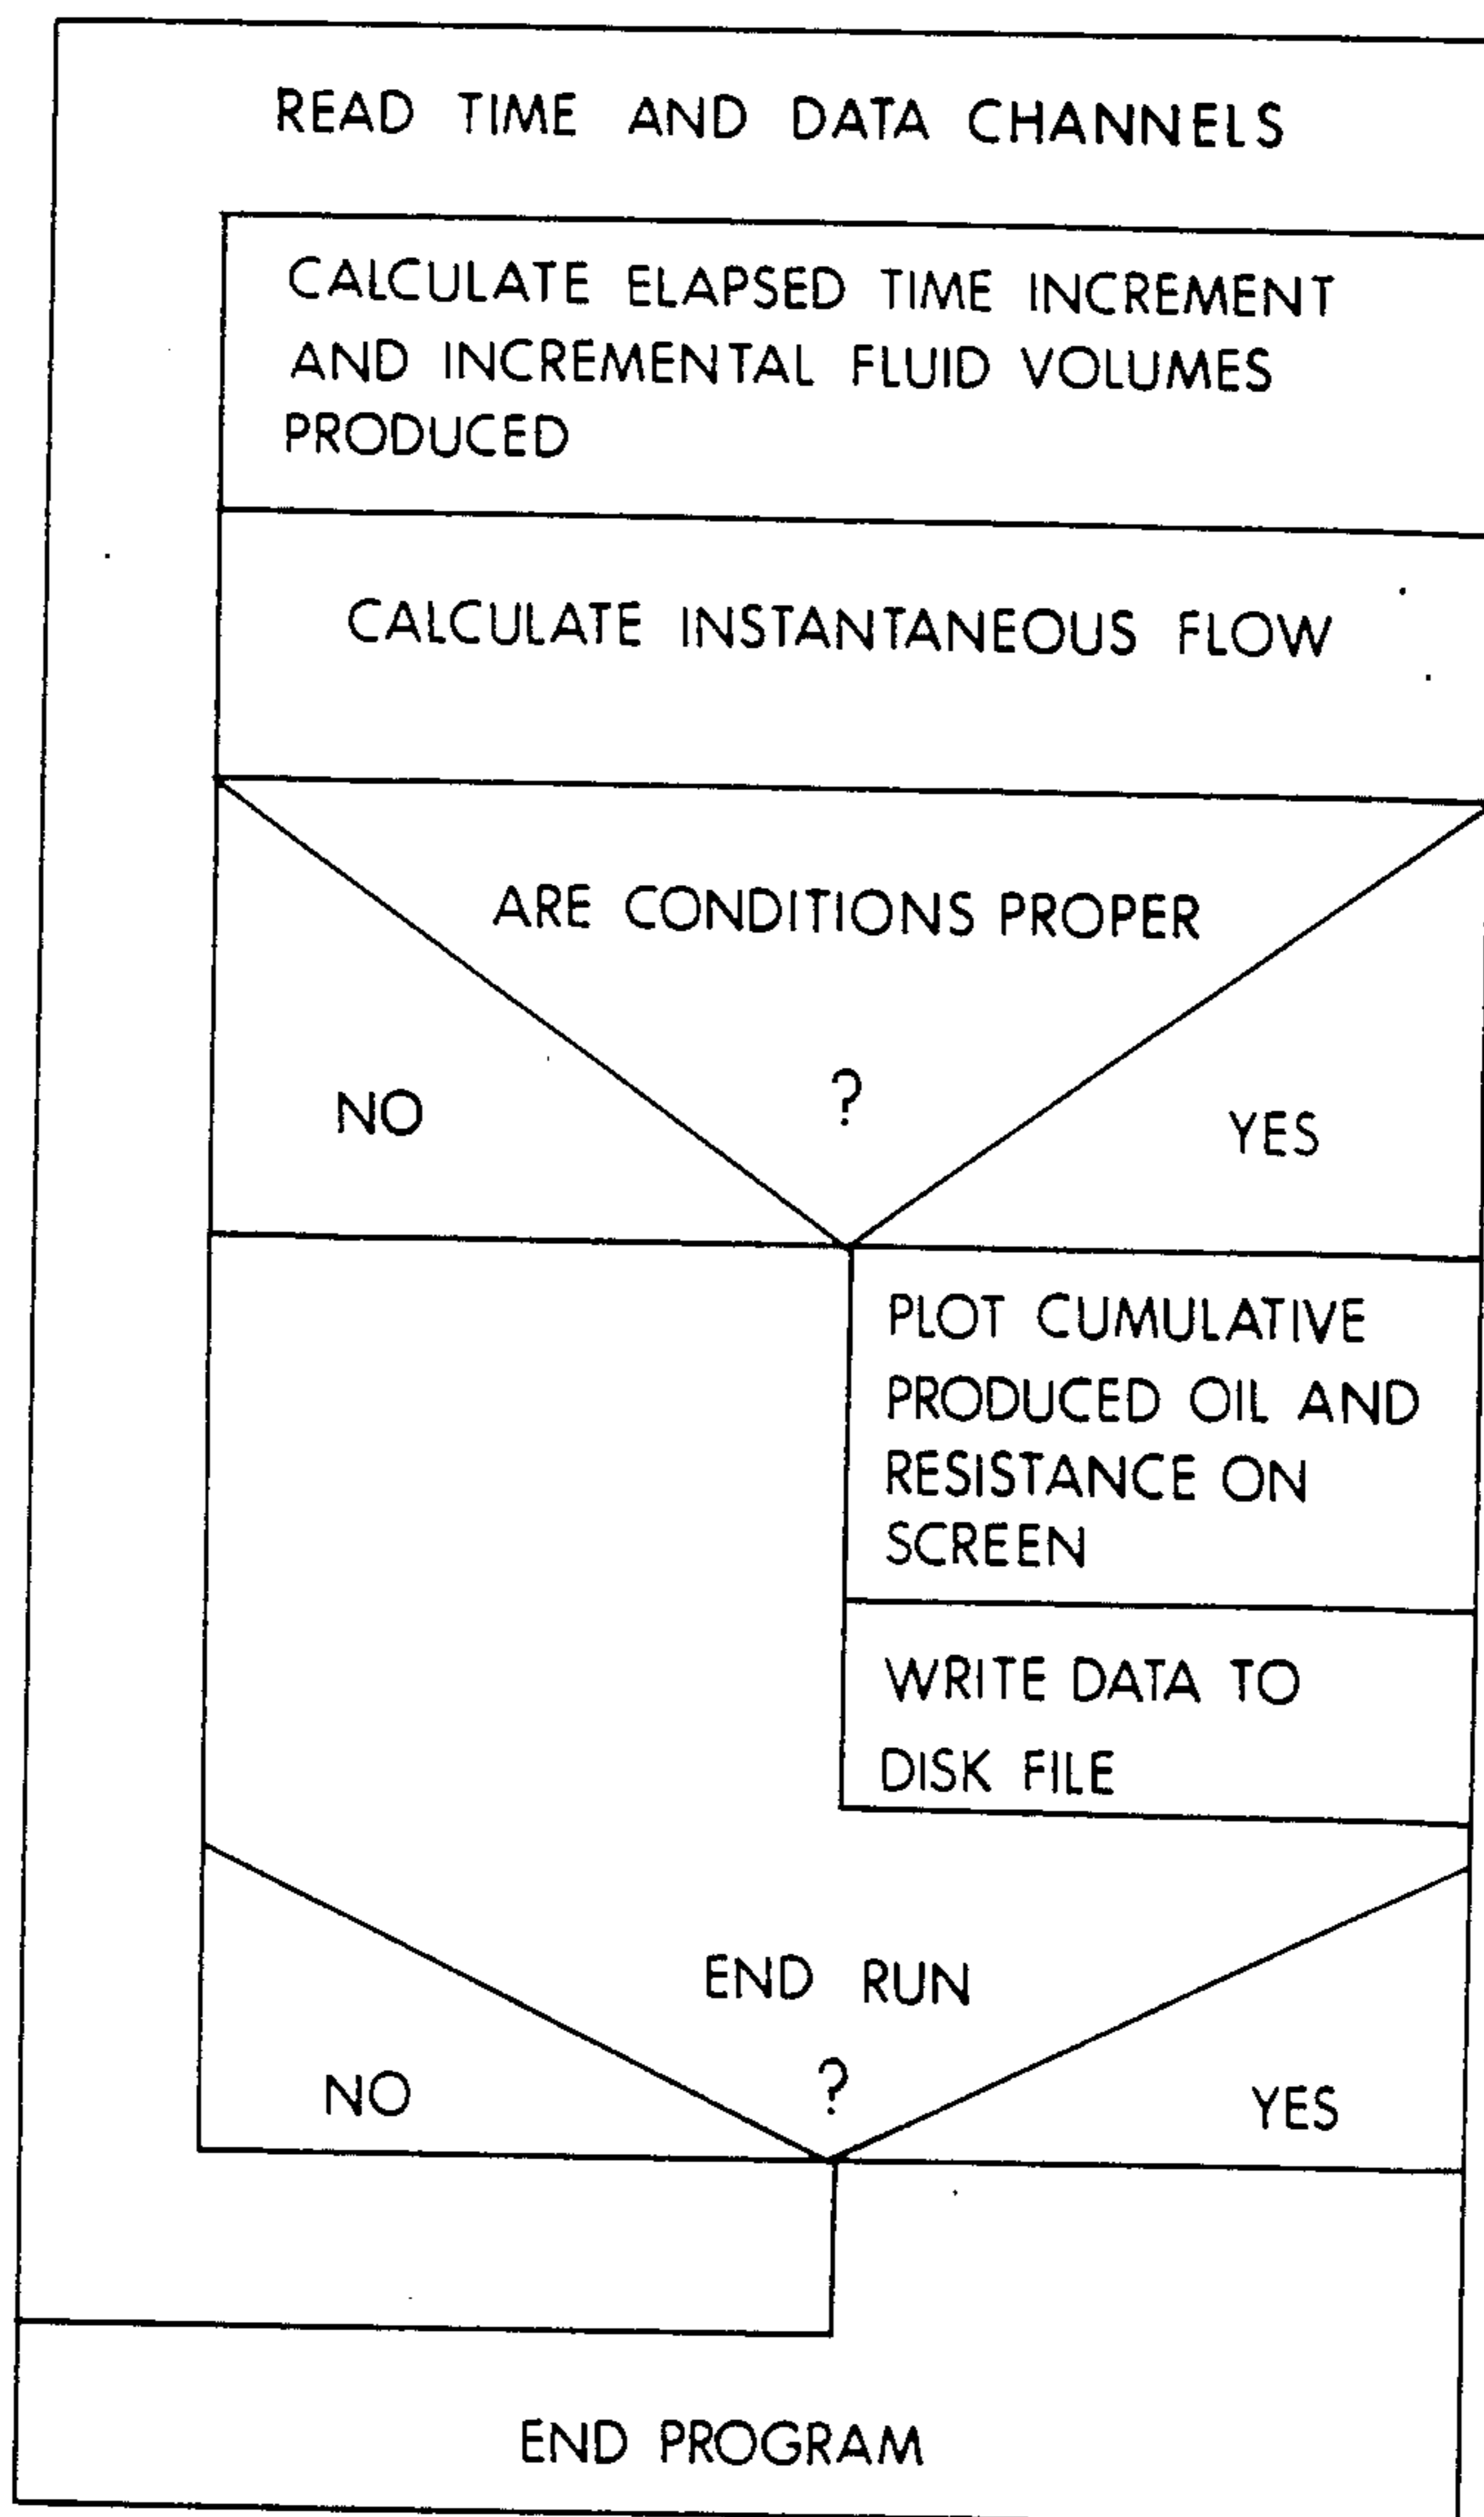 READ TIME AND DATA CHANNELS
CALCULATE ELAPSED TIME INCREMENT
AND INCREMENTAL FLUID VOLUMES
PRODUCED
CALCULATE INSTANTANEOUS FLOW
ARE CONDITIONS PROPER
?
NO
YES
PLOT CUMULATIVE
PRODUCED OIL AND
RESISTANCE ON
SCREEN
WRITE DATA TO
DISK FILE
END RUN
?
NO
YES
END PROGRAM